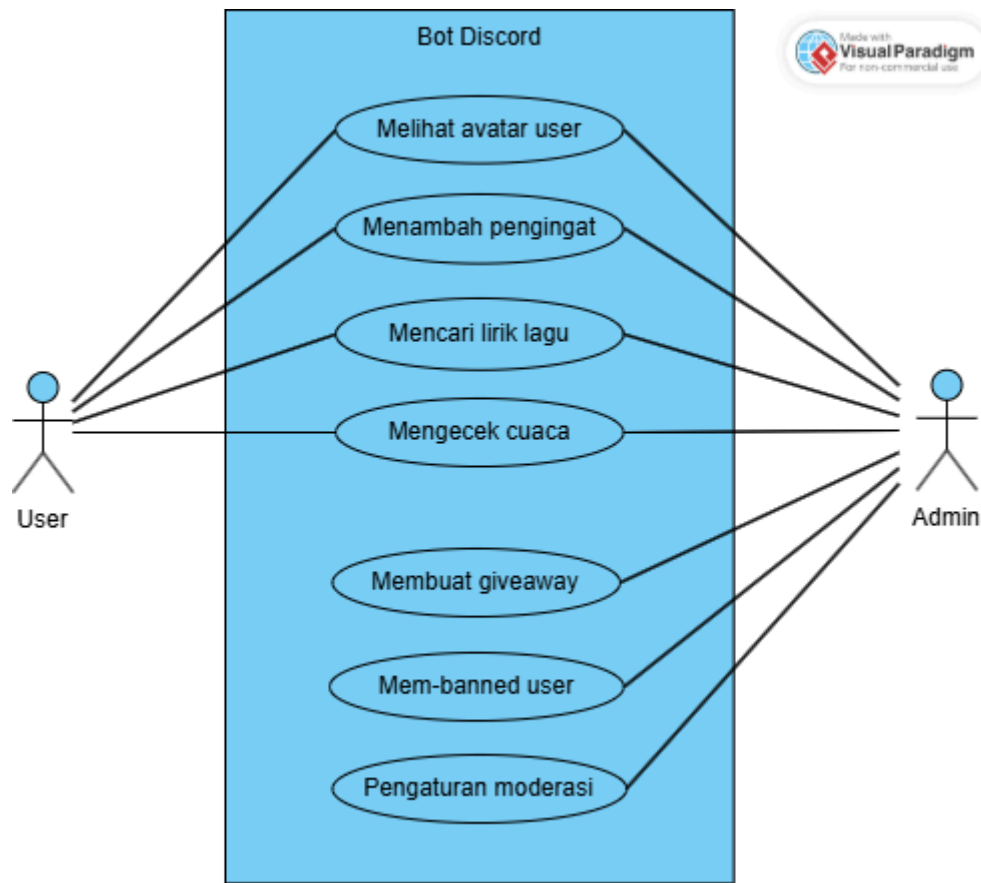 Bot Discord
Made with
Visual Paradigm
For non-commercial use
Melihat avatar user
Menambah pengingat
Mencari lirik lagu
Mengecek cuaca
User
Admin
Membuat giveaway
Mem-banned user
Pengaturan moderasi